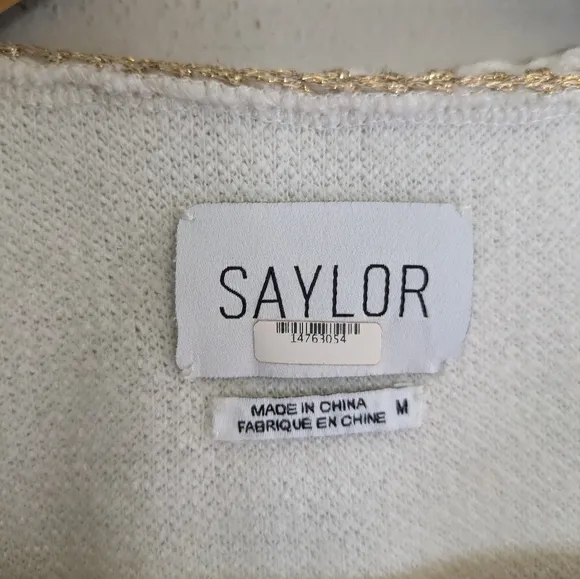 SAYLOR
14763054
MADE IN CHINA M
FABRIQUE EN CHINE